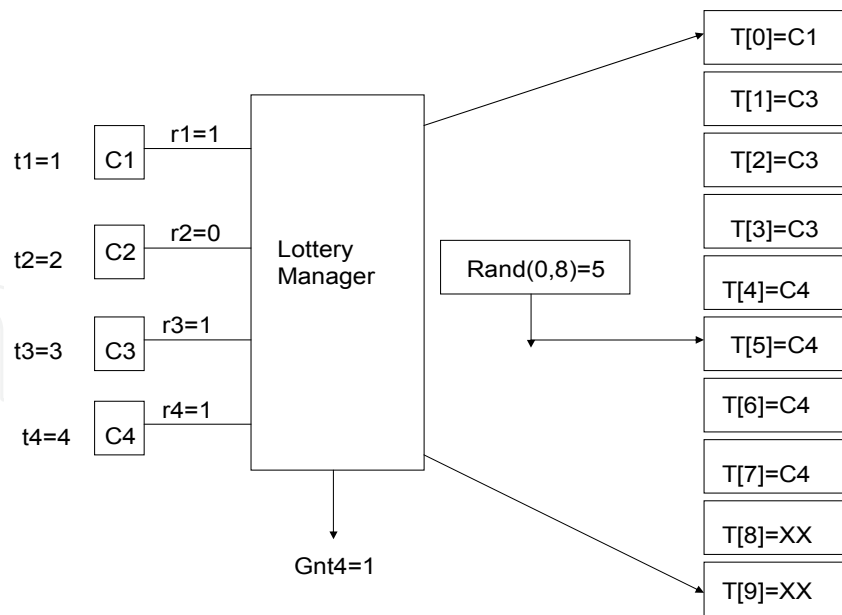 T[0]=C1
T[1]=C3
r1=1
t1=1
C1
T[2]=C3
T[3]=C3
r2=0
t2=2
C2
Lottery
Manager
Rand(0,8)=5
T[4]=C4
r3=1
t3=3
C3
T[5]=C4
r4=1
t4=4
C4
T[6]=C4
T[7]=C4
T[8]=XX
Gnt4=1
T[9]=XX